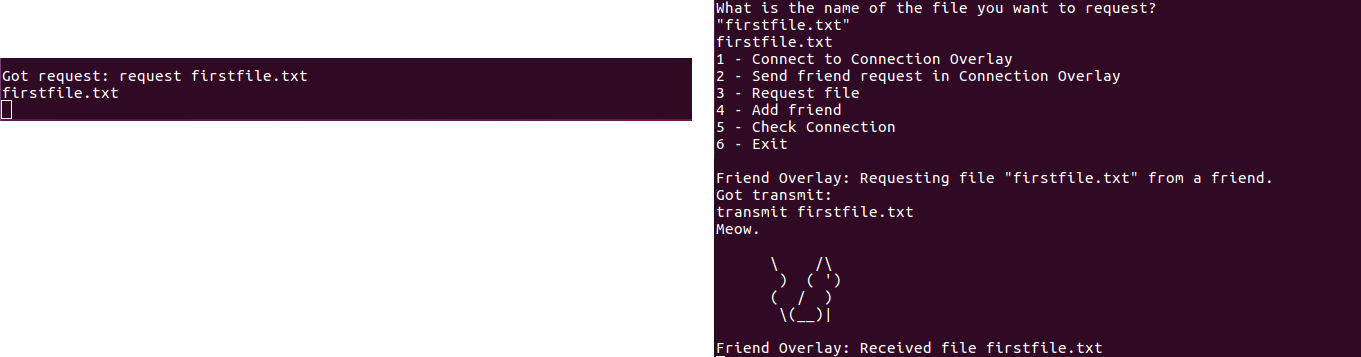 Got request: request firstfile.txt
firstfile.txt
What is the name of the file you want to request?
"firstfile.txt"
firstfile.txt
1 - Connect to Connection Overlay
2 - Send friend request in Connection Overlay
3 - Request file
4 - Add friend
5 - Check Connection
6 - Exit

Friend Overlay: Requesting file "firstfile.txt" from a friend.
Got transmit:
transmit firstfile.txt
Meow.

      \    /\
       )  ( ')
      (  /  )
       \(__)|

Friend Overlay: Received file firstfile.txt